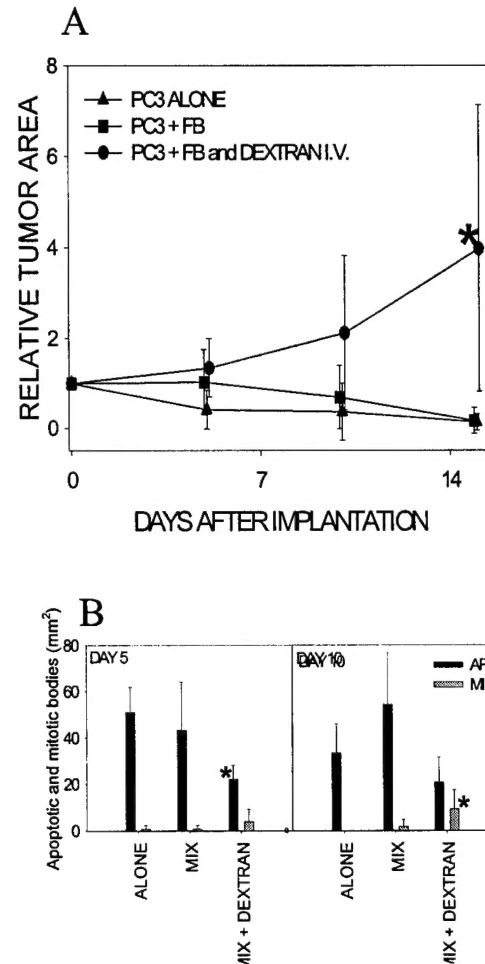 A
8
PC3 ALONE
PC3 + FB
PC3 + FB and DEXTRAN I.V.
6
4
*
2
0
RELATIVE TUMOR AREA
0 7 14
DAYS AFTER IMPLANTATION
B
Apoptotic and mitotic bodies (mm²)
80
60
40
20
0
DAY 5
DAY 10
AP
MI
*
*
ALONE
MIX
MIX + DEXTRAN
ALONE
MIX
MIX + DEXTRAN